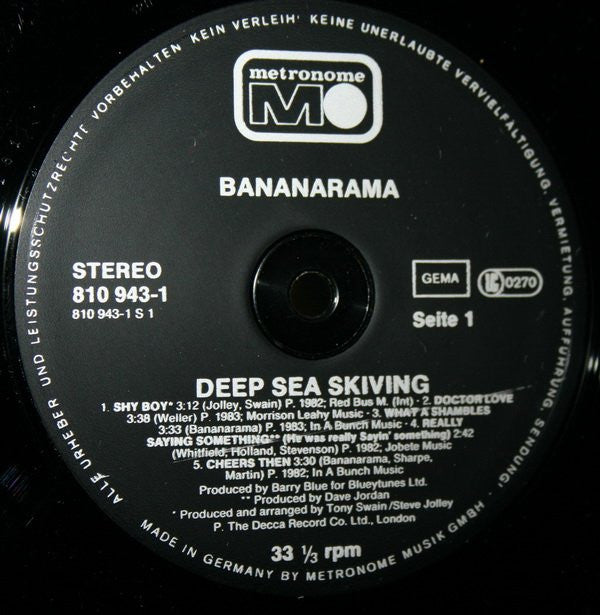 metronome
M
BANANARAMA
STEREO
810 943-1
810 943-1 S 1
GEMA
LC 0270
Seite 1
DEEP SEA SKIVING
1. SHY BOY* 3:12 (Jolley, Swain) P. 1982; Red Bus M. (Int) · 2. DOCTOR LOVE
3:38 (Weller) P. 1983; Morrison Leahy Music · 3. WHAT A SHAMBLES
3:33 (Bananarama) P. 1983; In A Bunch Music · 4. REALLY
SAYING SOMETHING** (He was really Sayin' something) 2:42
(Whitfield, Holland, Stevenson) P. 1982; Jobete Music
5. CHEERS THEN 3:30 (Bananarama, Sharpe,
Martin) P. 1982; In A Bunch Music
Produced by Barry Blue for Blueytunes Ltd.
** Produced by Dave Jordan
* Produced and arranged by Tony Swain/Steve Jolley
P. The Decca Record Co. Ltd., London
33 1/3 rpm
ALLE URHEBER UND LEISTUNGSSCHUTZRECHTE VORBEHALTEN KEIN VERLEIH' KEINE UNERLAUBTE VERVIELFÄLTIGUNG, VERMIETUNG, AUFFÜHRUNG, SENDUNG'
MADE IN GERMANY BY METRONOME MUSIK GMBH